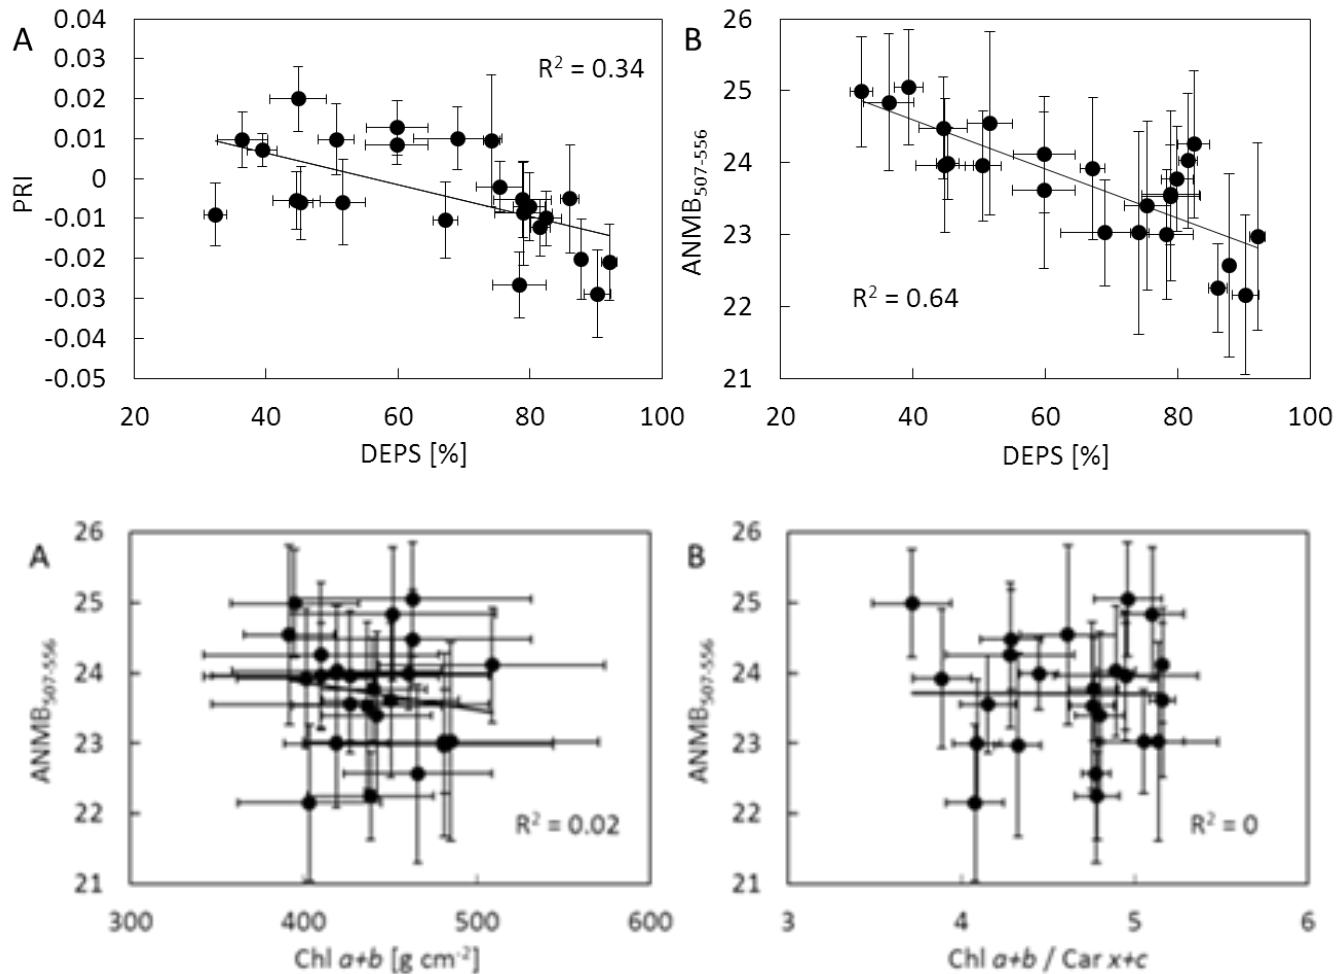 A
0.04
0.03
0.02
0.01
0
-0.01
-0.02
-0.03
-0.04
-0.05
PRI
R² = 0.34
20 40 60 80 100
DEPS [%]
B
26
25
24
23
22
21
ANMB507-556
R² = 0.64
20 40 60 80 100
DEPS [%]
A
26
25
24
23
22
21
ANMB507-556
R² = 0.02
300 400 500 600
Chl a+b [g cm⁻²]
B
26
25
24
23
22
21
ANMB507-556
R² = 0
3 4 5 6
Chl a+b / Car x+c